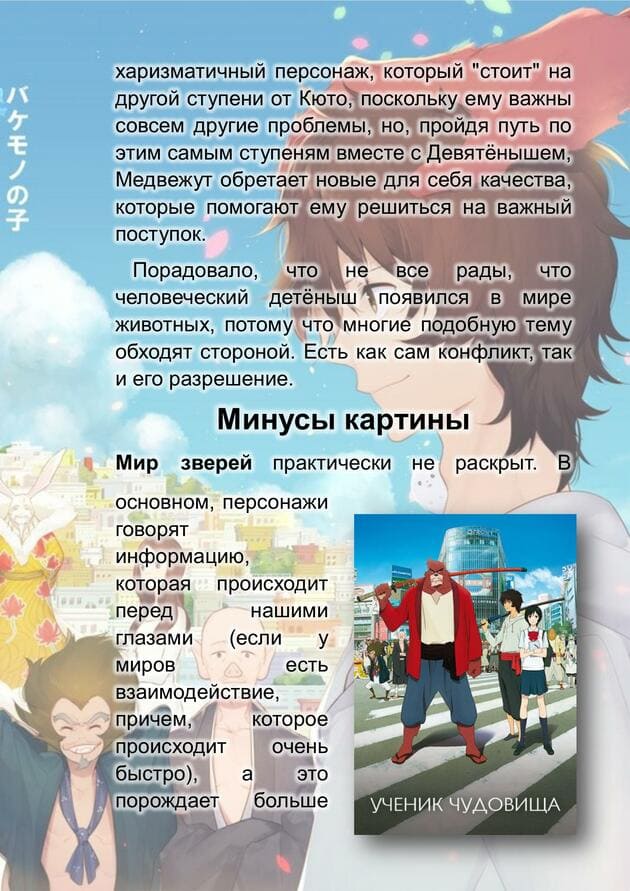 バケモノの子
харизматичный персонаж, который "стоит" на
другой ступени от Кюто, поскольку ему важны
совсем другие проблемы, но, пройдя путь по
этим самым ступеням вместе с Девятёнышем,
Медвежут обретает новые для себя качества,
которые помогают ему решиться на важный
поступок.
Порадовало, что не все рады, что
человеческий детёныш появился в мире
животных, потому что многие подобную тему
обходят стороной. Есть как сам конфликт, так
и его разрешение.
Минусы картины
Мир зверей практически не раскрыт. В
основном, персонажи
говорят
информацию,
которая происходит
перед нашими
глазами (если у
миров есть
взаимодействие,
причем, которое
происходит очень
быстро), а это
порождает больше
УЧЕНИК ЧУДОВИЩА